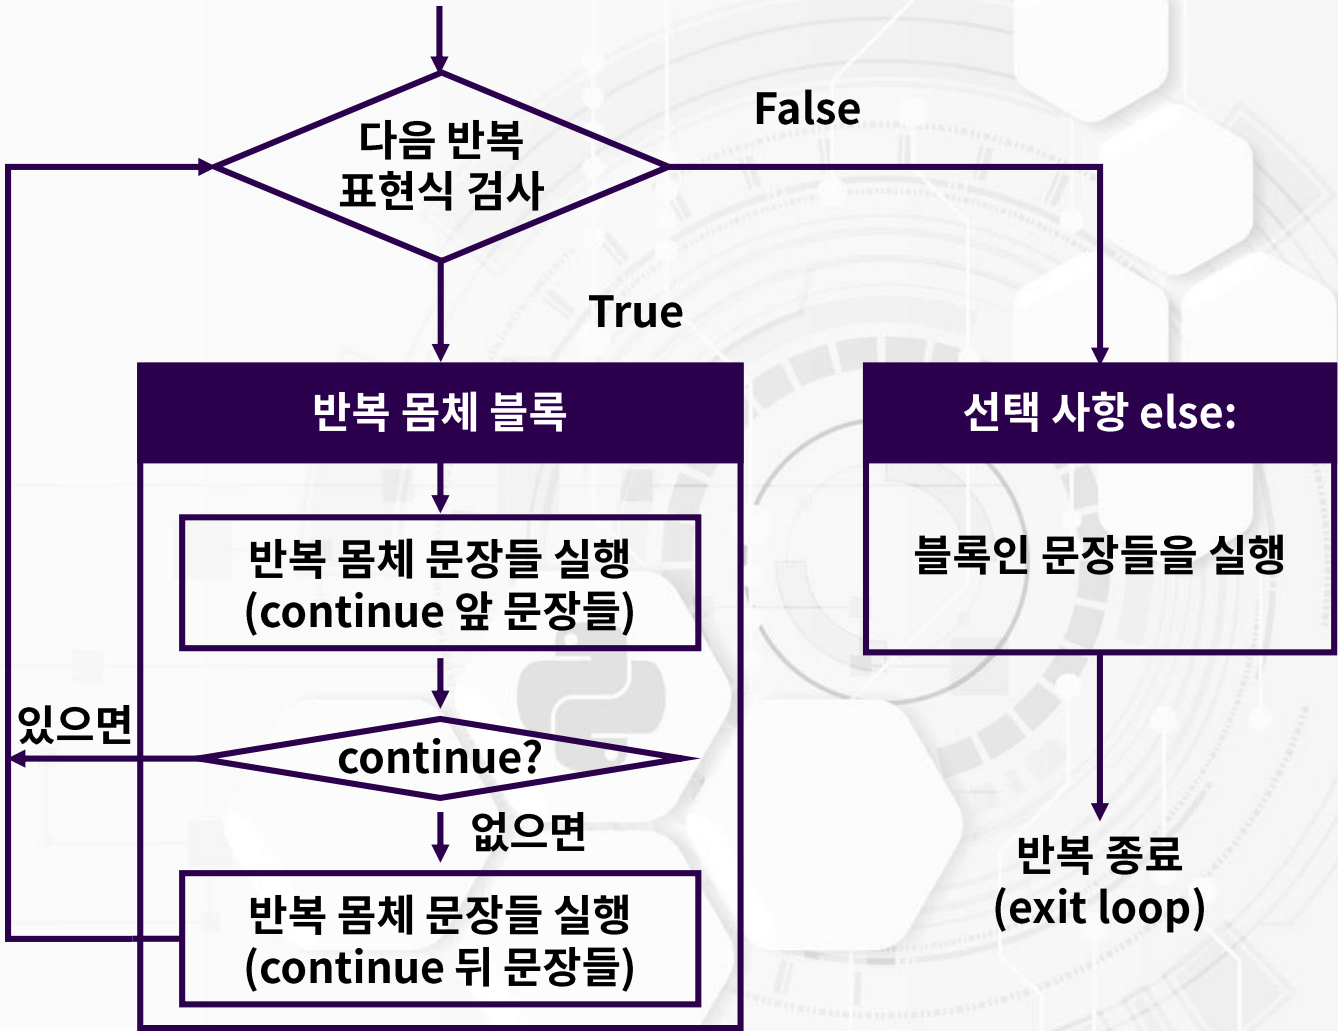 다음 반복
표현식 검사
False
True
반복 몸체 블록
반복 몸체 문장들 실행
(continue 앞 문장들)
있으면
continue?
없으면
반복 몸체 문장들 실행
(continue 뒤 문장들)
선택 사항 else:
블록인 문장들을 실행
반복 종료
(exit loop)